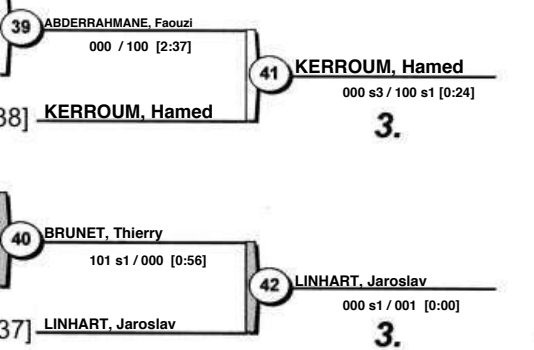 39 ABDERRAHMANE, Faouzi
000 / 100 [2:37]
41 KERROUM, Hamed
000 s3 / 100 s1 [0:24]
38] KERROUM, Hamed
3.
40 BRUNET, Thierry
101 s1 / 000 [0:56]
42 LINHART, Jaroslav
000 s1 / 001 [0:00]
37] LINHART, Jaroslav
3.